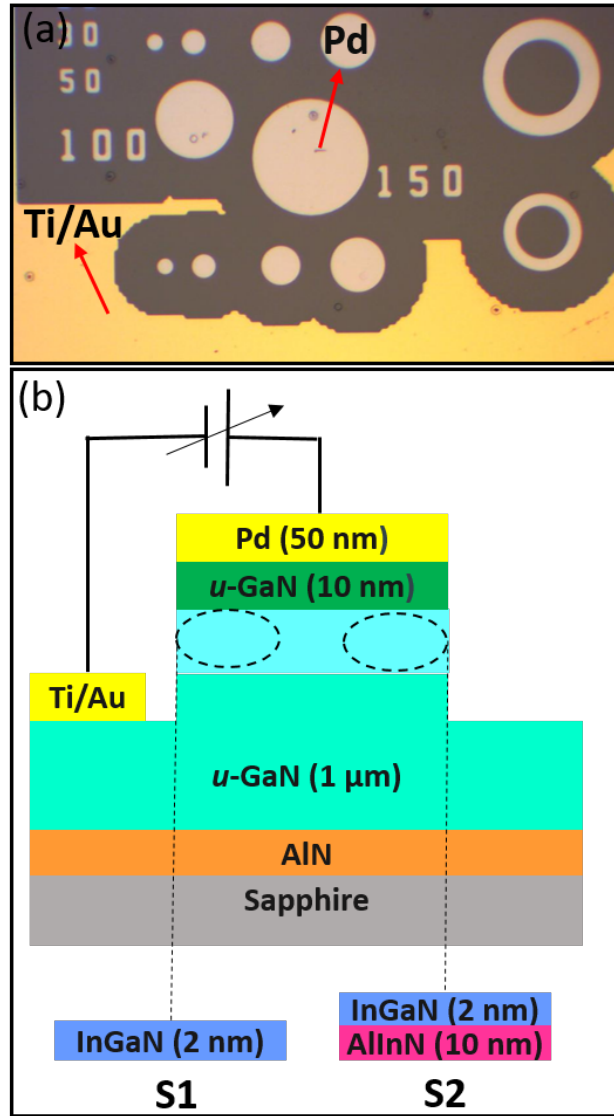 (a)
30
Pd
50
100
150
Ti/Au
(b)
Pd (50 nm)
u-GaN (10 nm)
Ti/Au
u-GaN (1 μm)
AlN
Sapphire
InGaN (2 nm)
InGaN (2 nm)
AlInN (10 nm)
S1
S2